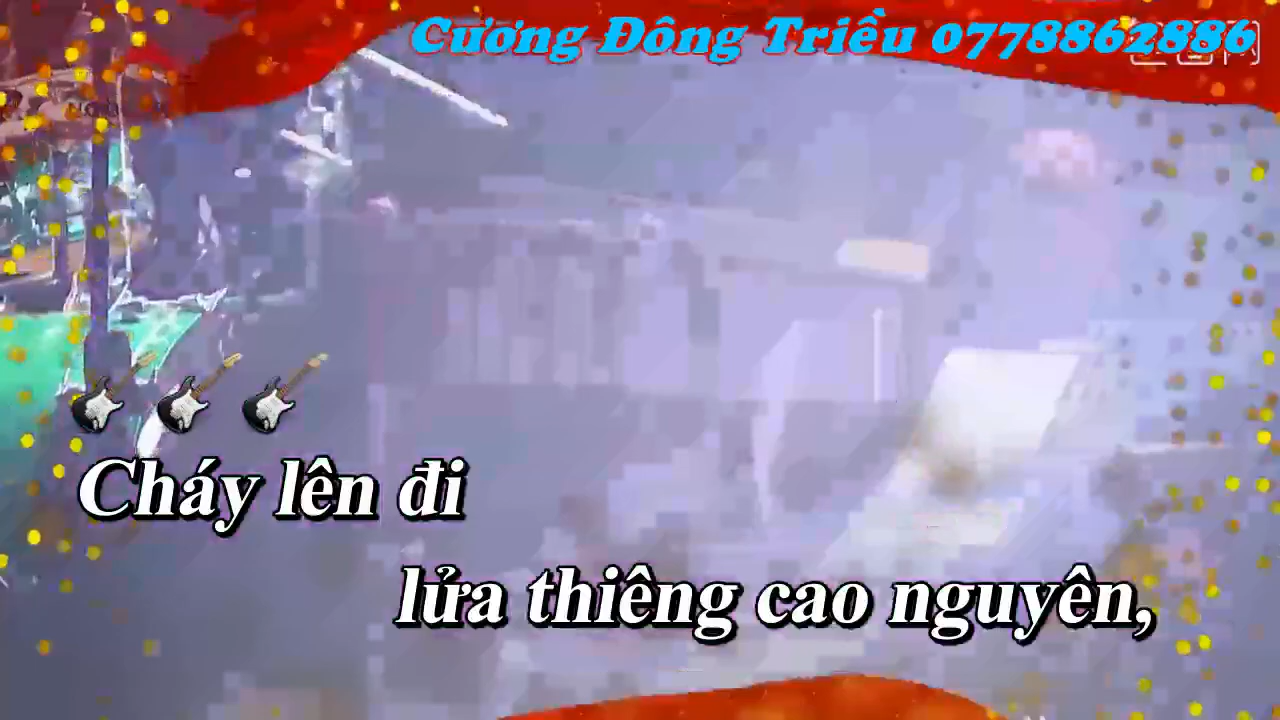 Cương Đông Triều 0778862886
Cháy lên đi
lửa thiêng cao nguyên,